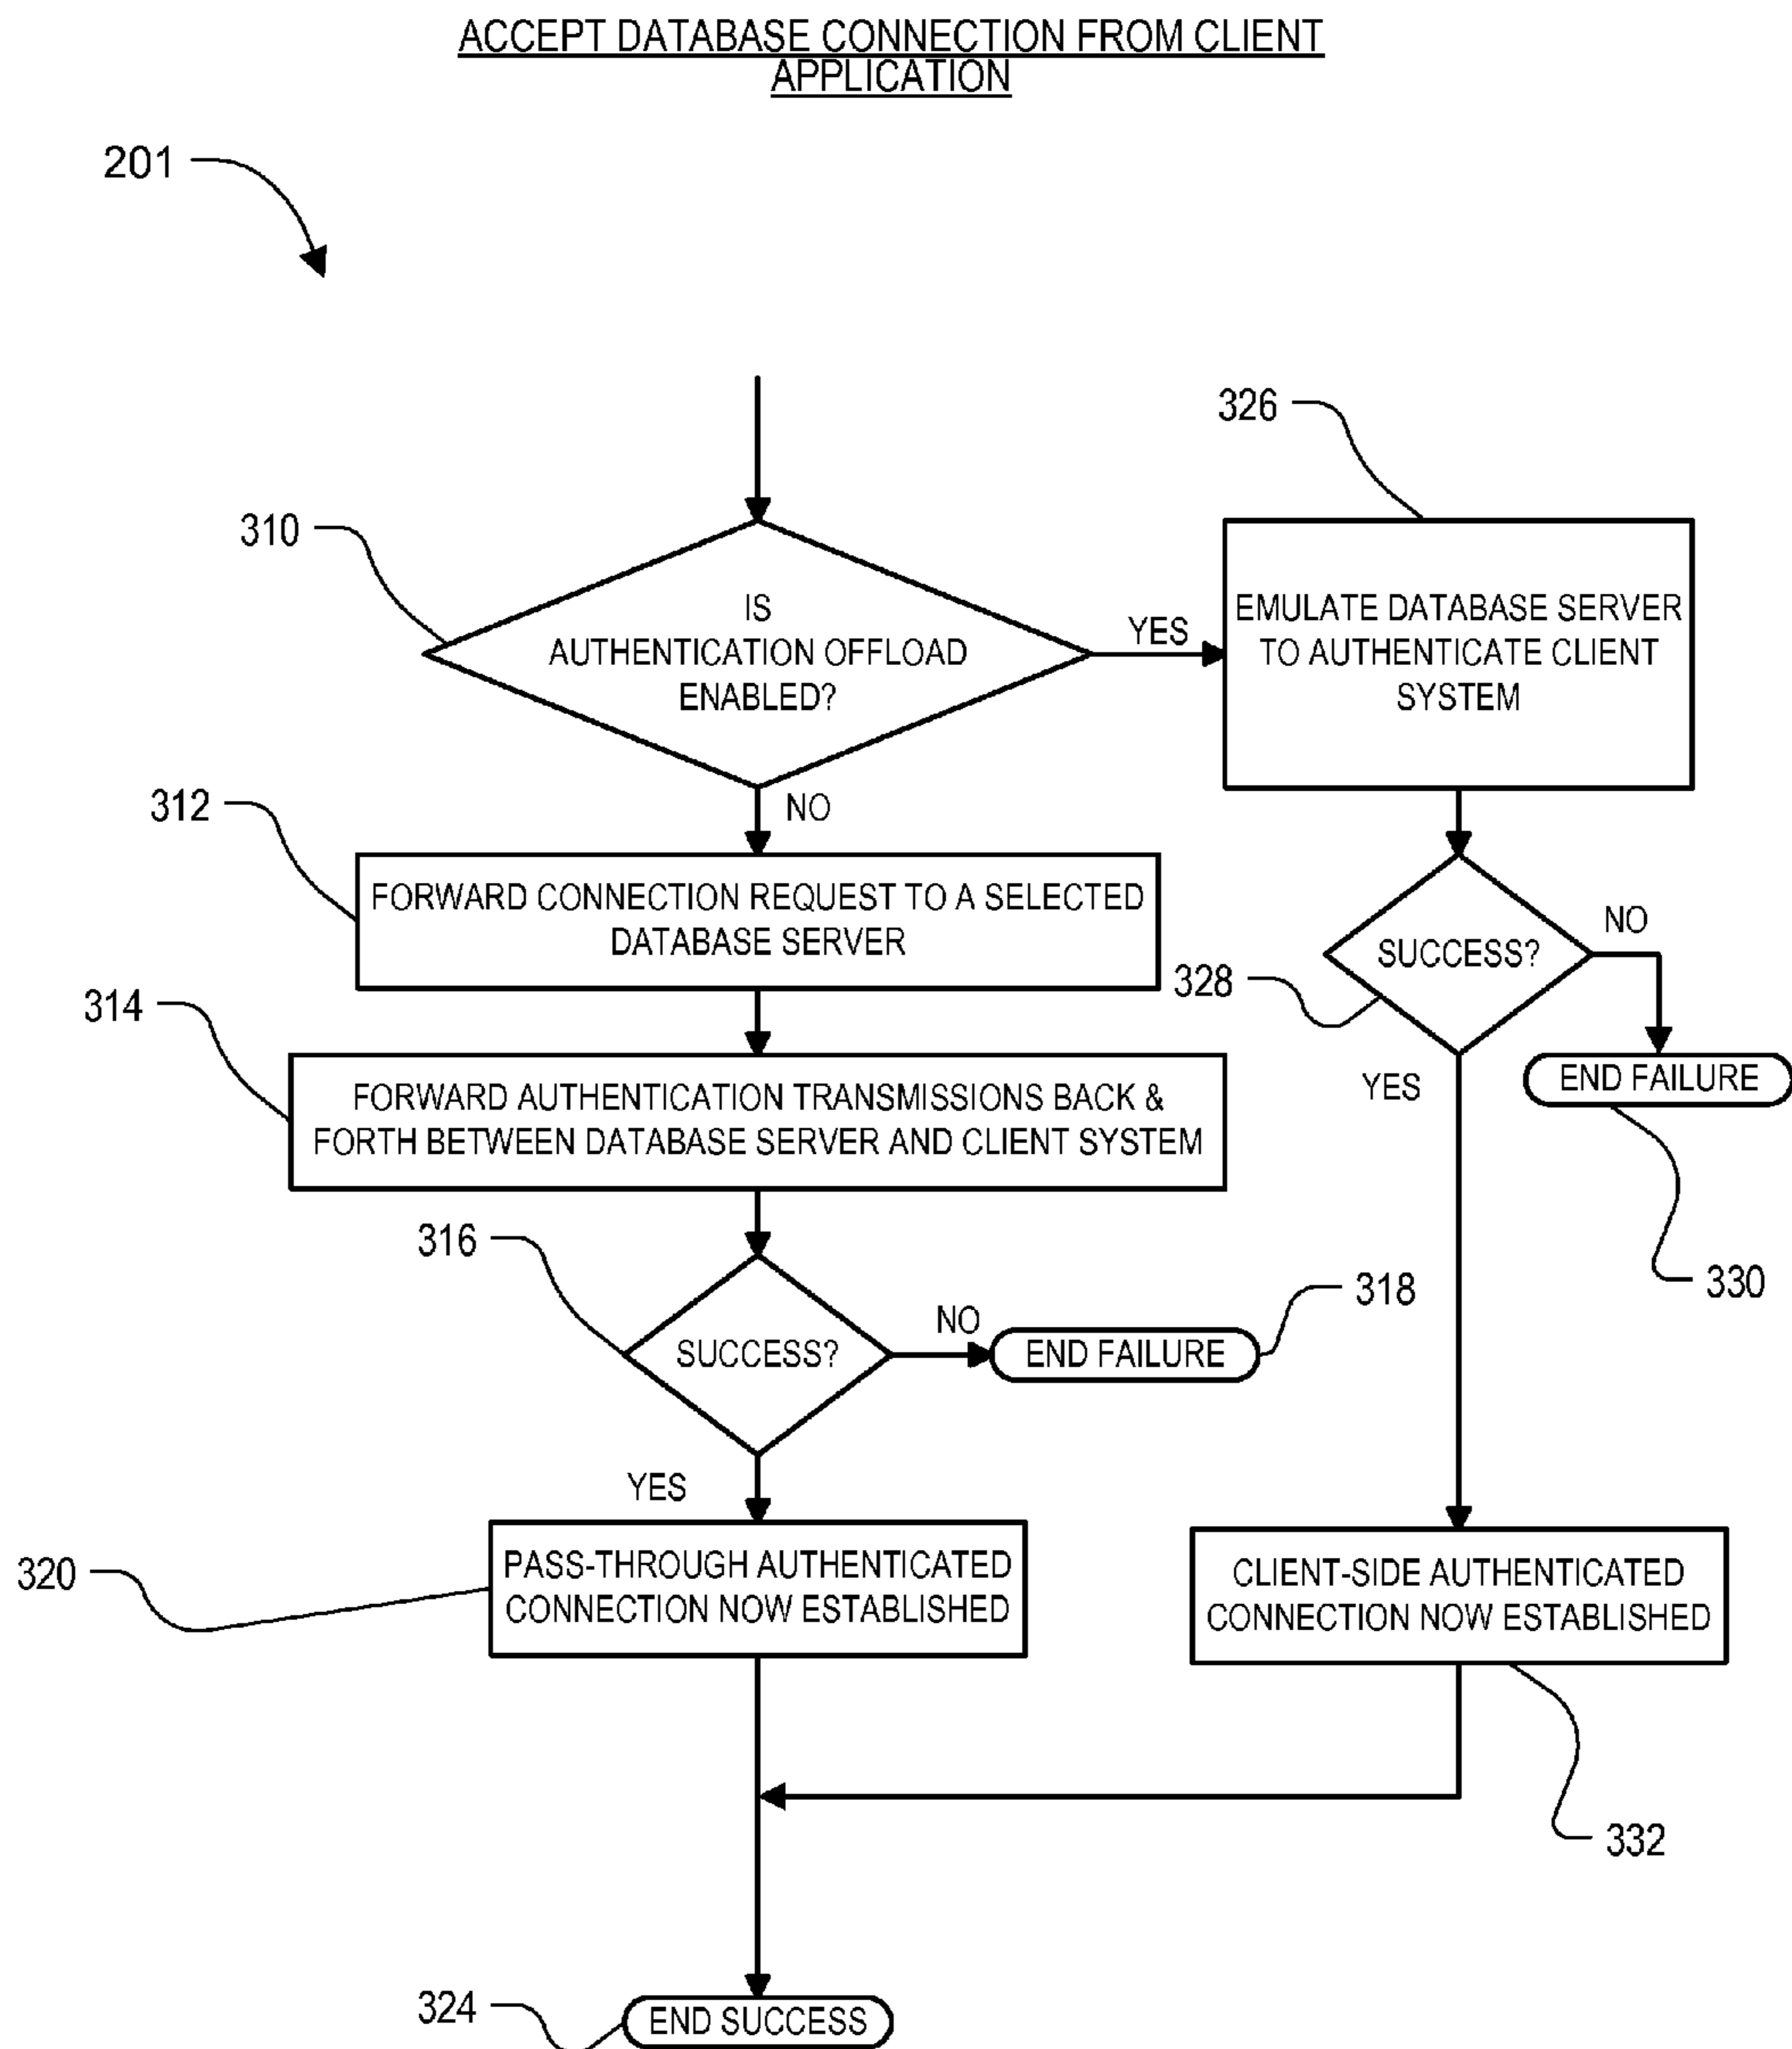 ACCEPT DATABASE CONNECTION FROM CLIENT
APPLICATION
201
326
310
IS
AUTHENTICATION OFFLOAD
ENABLED?
YES
EMULATE DATABASE SERVER
TO AUTHENTICATE CLIENT
SYSTEM
NO
312
FORWARD CONNECTION REQUEST TO A SELECTED
DATABASE SERVER
NO
SUCCESS?
328
314
YES
END FAILURE
FORWARD AUTHENTICATION TRANSMISSIONS BACK &
FORTH BETWEEN DATABASE SERVER AND CLIENT SYSTEM
316
330
318
NO
SUCCESS?
END FAILURE
YES
320
PASS-THROUGH AUTHENTICATED
CONNECTION NOW ESTABLISHED
CLIENT-SIDE AUTHENTICATED
CONNECTION NOW ESTABLISHED
332
324
END SUCCESS